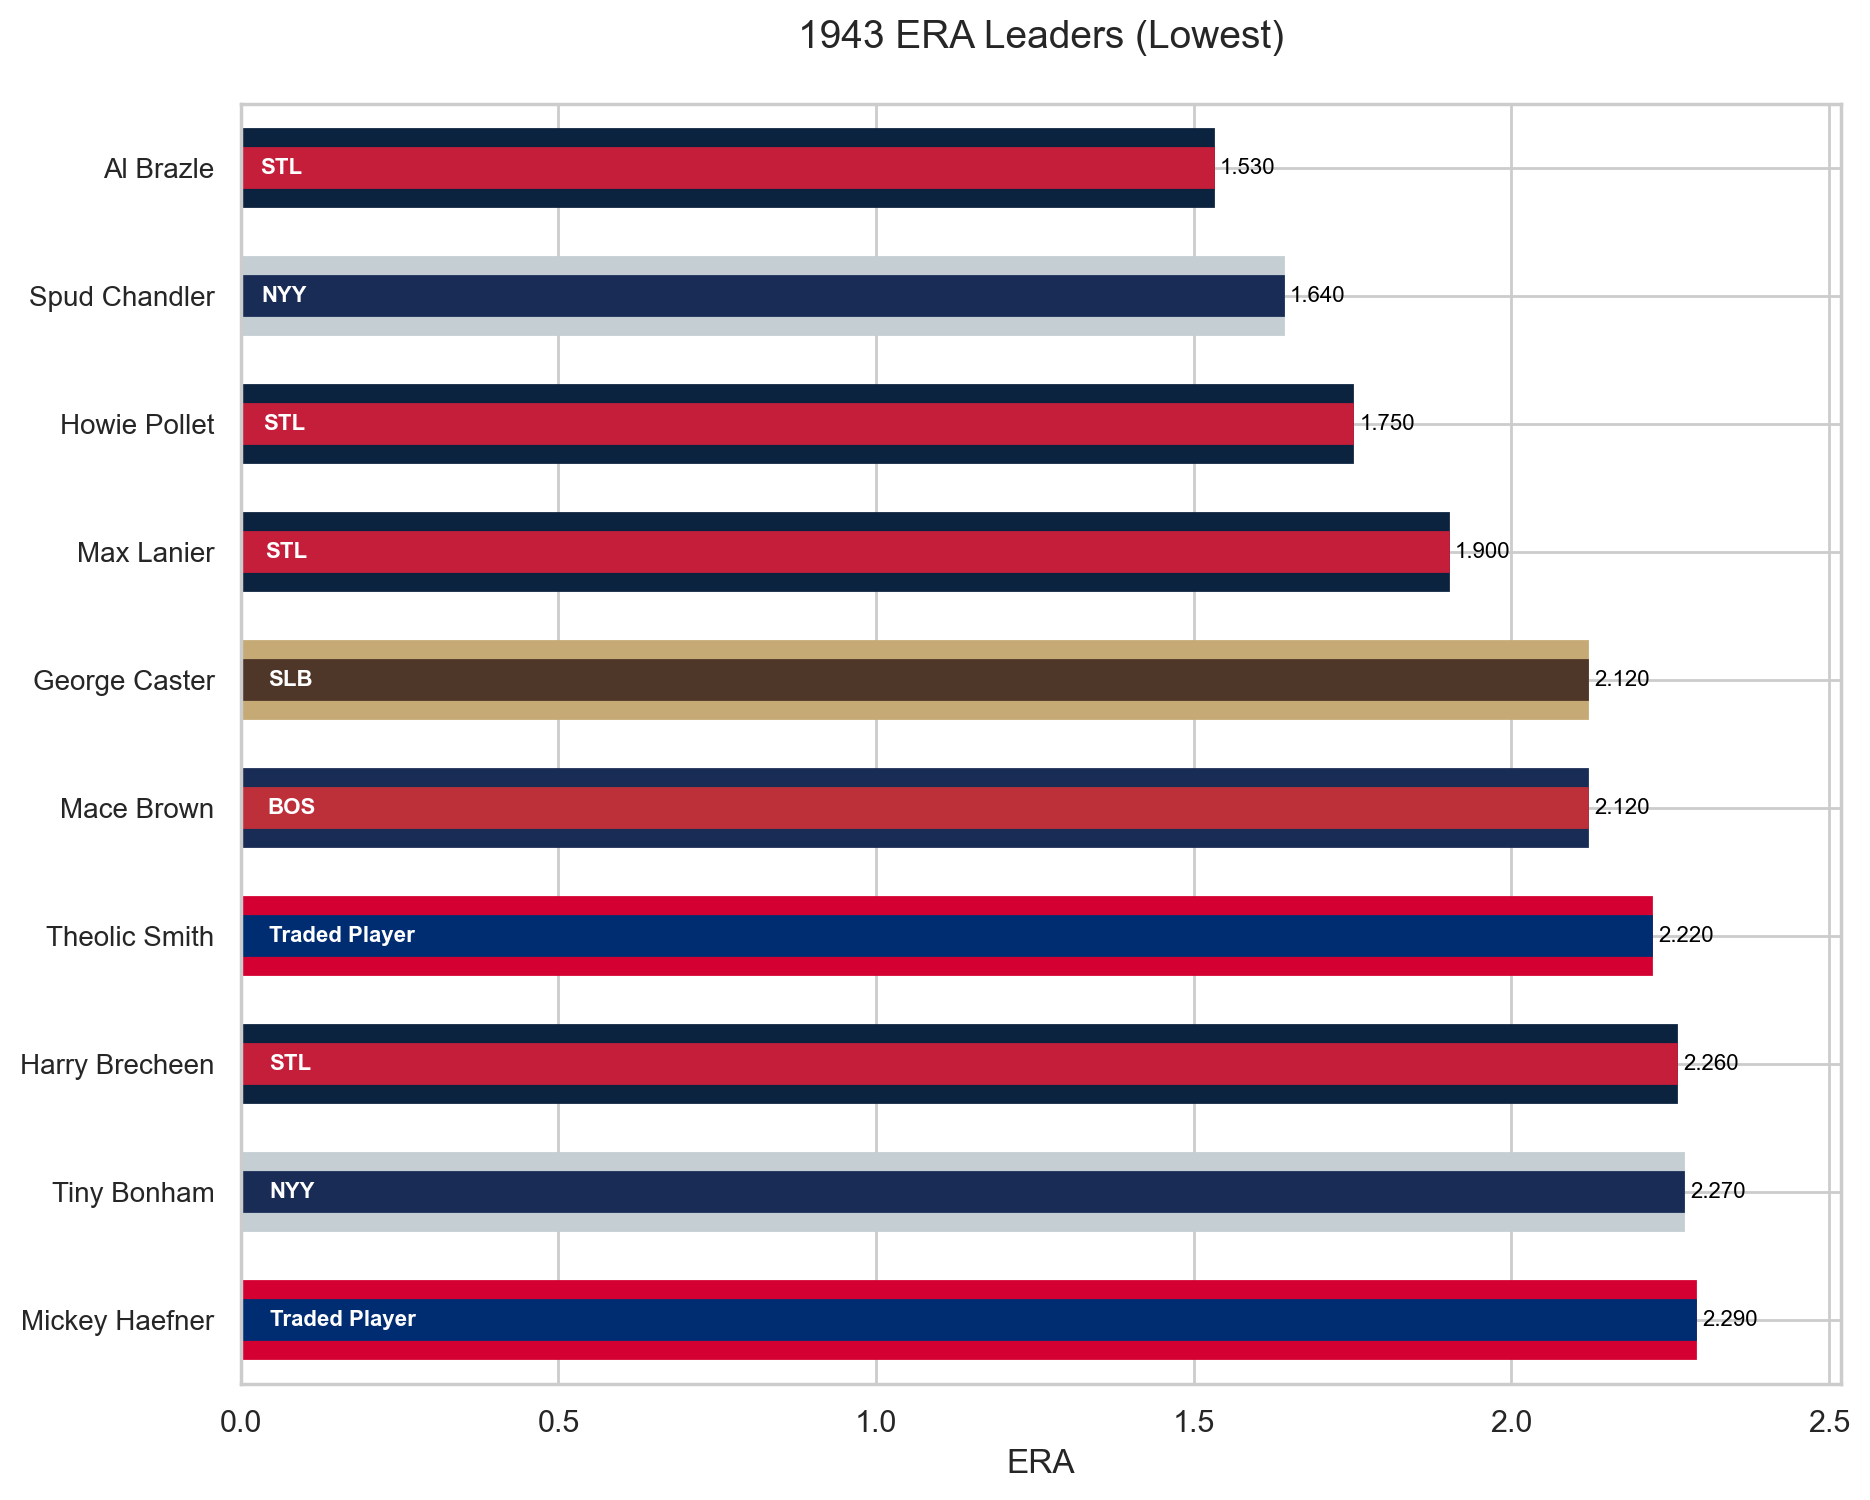 1943 ERA Leaders (Lowest)
Al Brazle
STL
1.530
Spud Chandler
NYY
1.640
Howie Pollet
STL
1.750
Max Lanier
STL
1.900
George Caster
SLB
2.120
Mace Brown
BOS
2.120
Theolic Smith
Traded Player
2.220
Harry Brecheen
STL
2.260
Tiny Bonham
NYY
2.270
Mickey Haefner
Traded Player
2.290
0.0 0.5 1.0 1.5 2.0 2.5
ERA